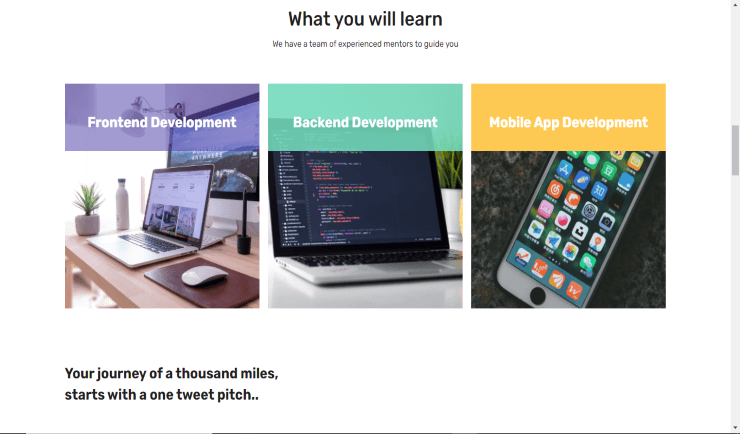 What you will learn
We have a team of experienced mentors to guide you
Frontend Development
Backend Development
Mobile App Development
ANYWHERE
Your journey of a thousand miles,
starts with a one tweet pitch..